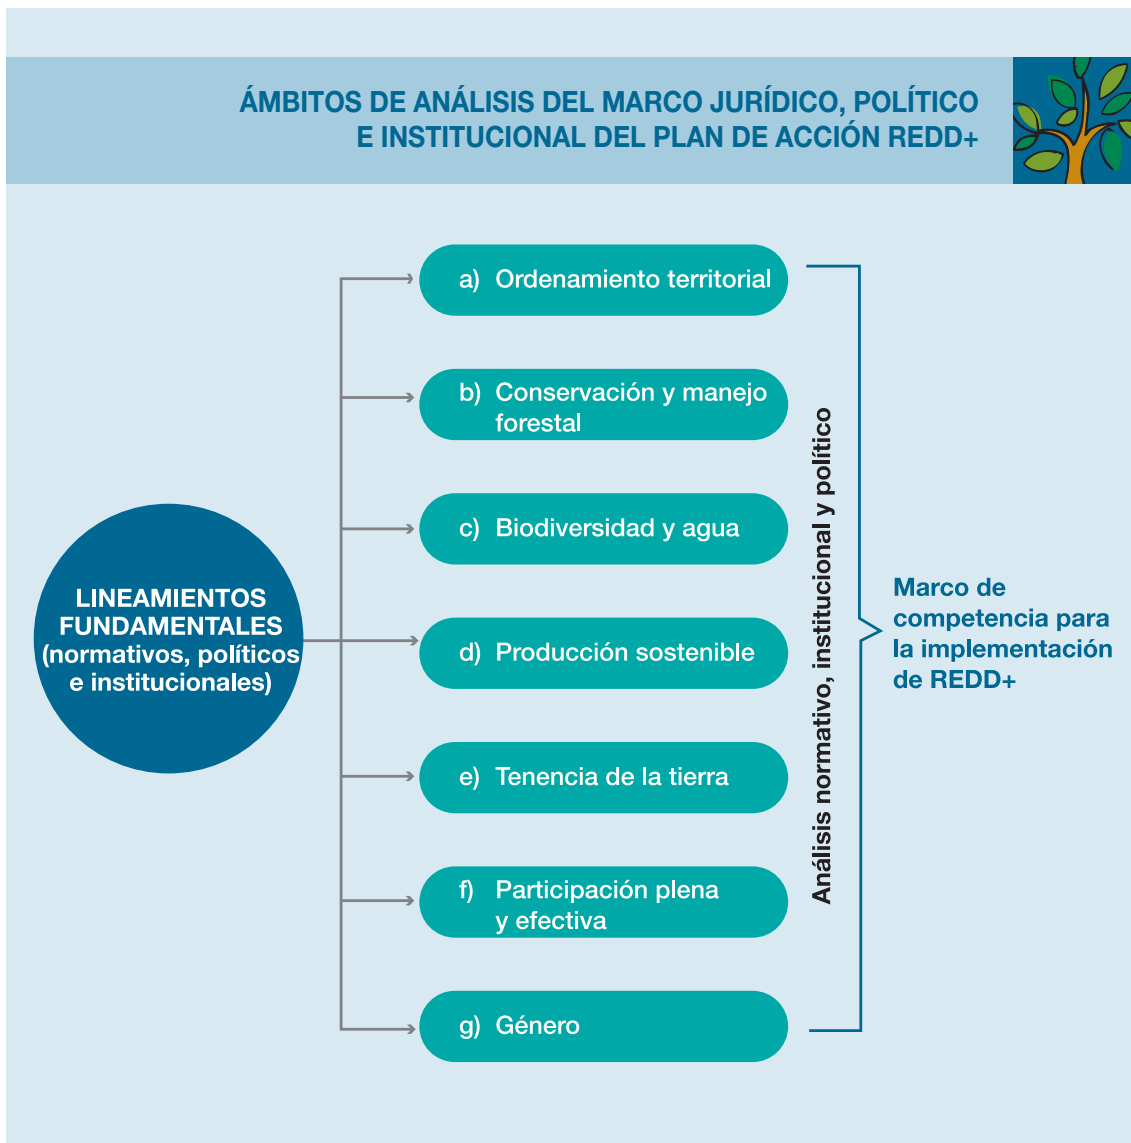 ÁMBITOS DE ANÁLISIS DEL MARCO JURÍDICO, POLÍTICO
E INSTITUCIONAL DEL PLAN DE ACCIÓN REDD+
LINEAMIENTOS
FUNDAMENTALES
(normativos, políticos
e institucionales)
a) Ordenamiento territorial
b) Conservación y manejo
forestal
c) Biodiversidad y agua
d) Producción sostenible
e) Tenencia de la tierra
f) Participación plena
y efectiva
g) Género
Análisis normativo, institucional y político
Marco de
competencia para
la implementación
de REDD+